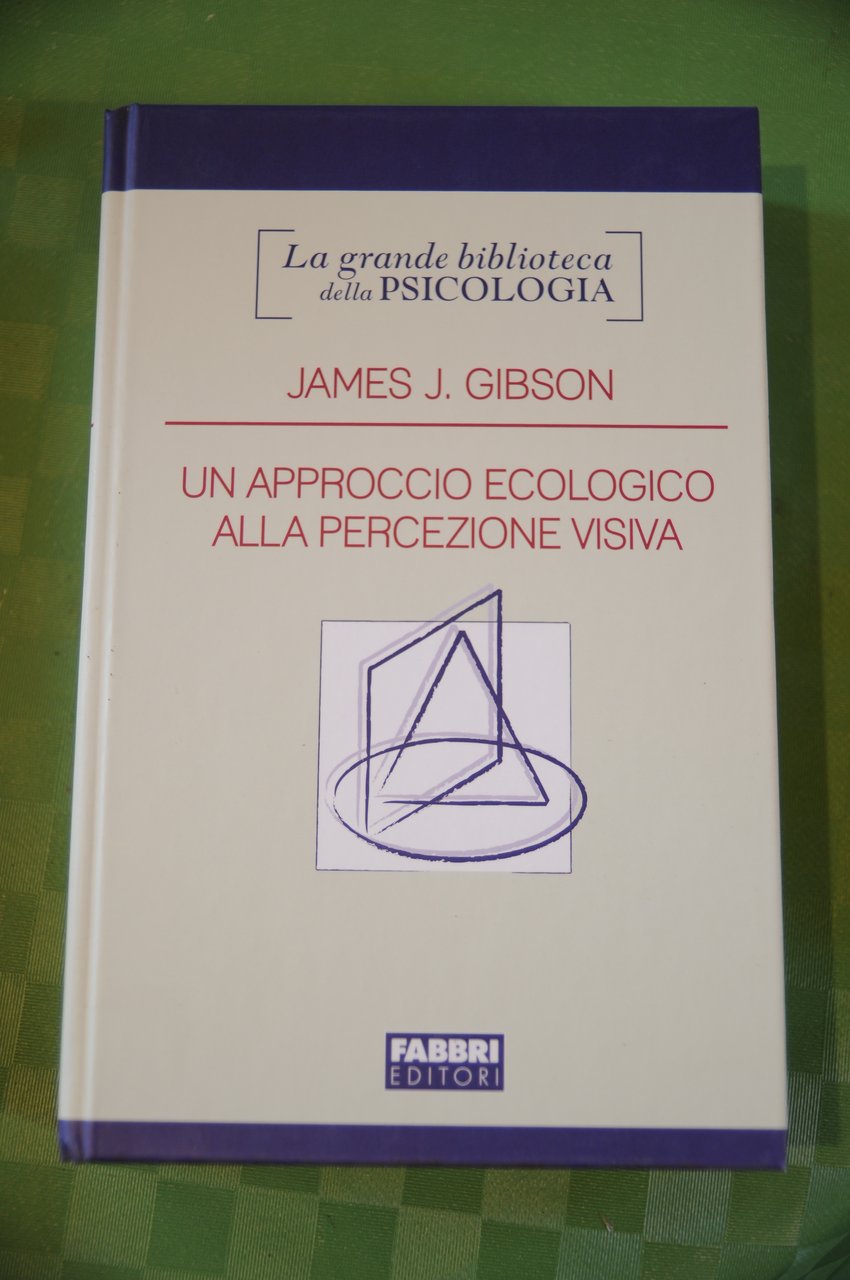 La grande biblioteca
della PSICOLOGIA
JAMES J. GIBSON
UN APPROCCIO ECOLOGICO
ALLA PERCEZIONE VISIVA
FABBRI
EDITORI